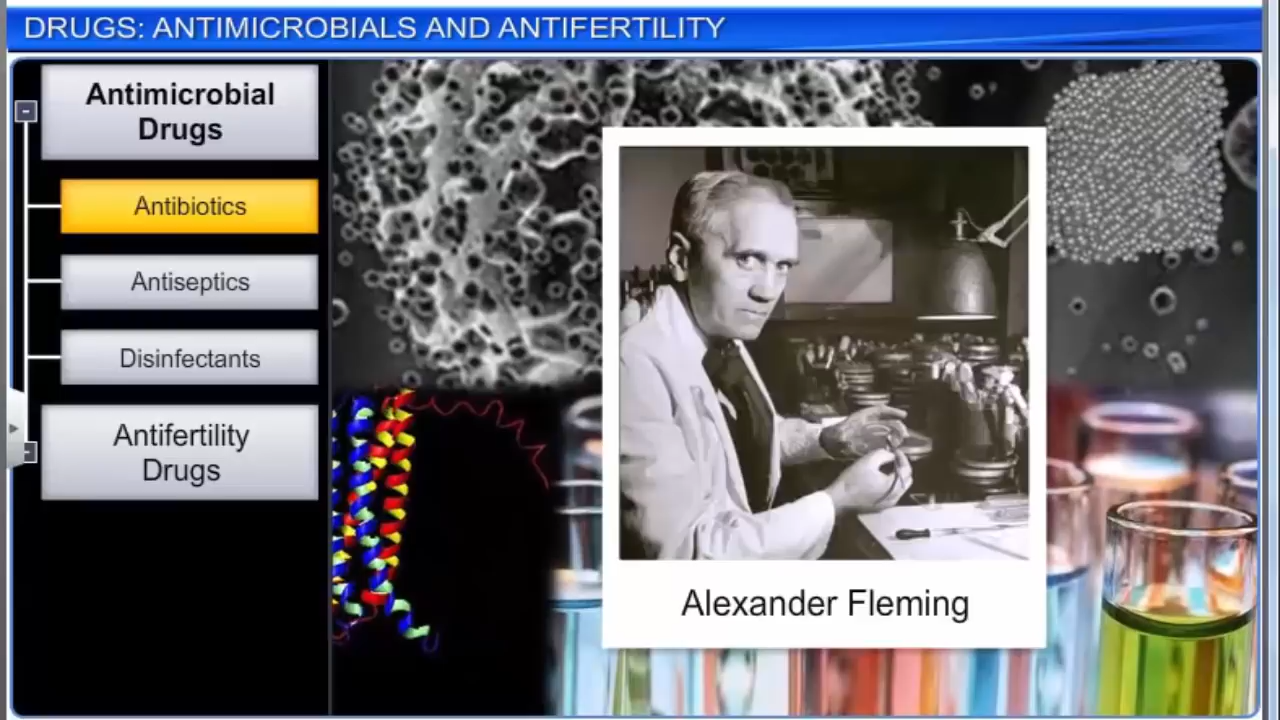 DRUGS: ANTIMICROBIALS AND ANTIFERTILITY
Antimicrobial
Drugs
Antibiotics
Antiseptics
Disinfectants
Antifertility
Drugs
Alexander Fleming